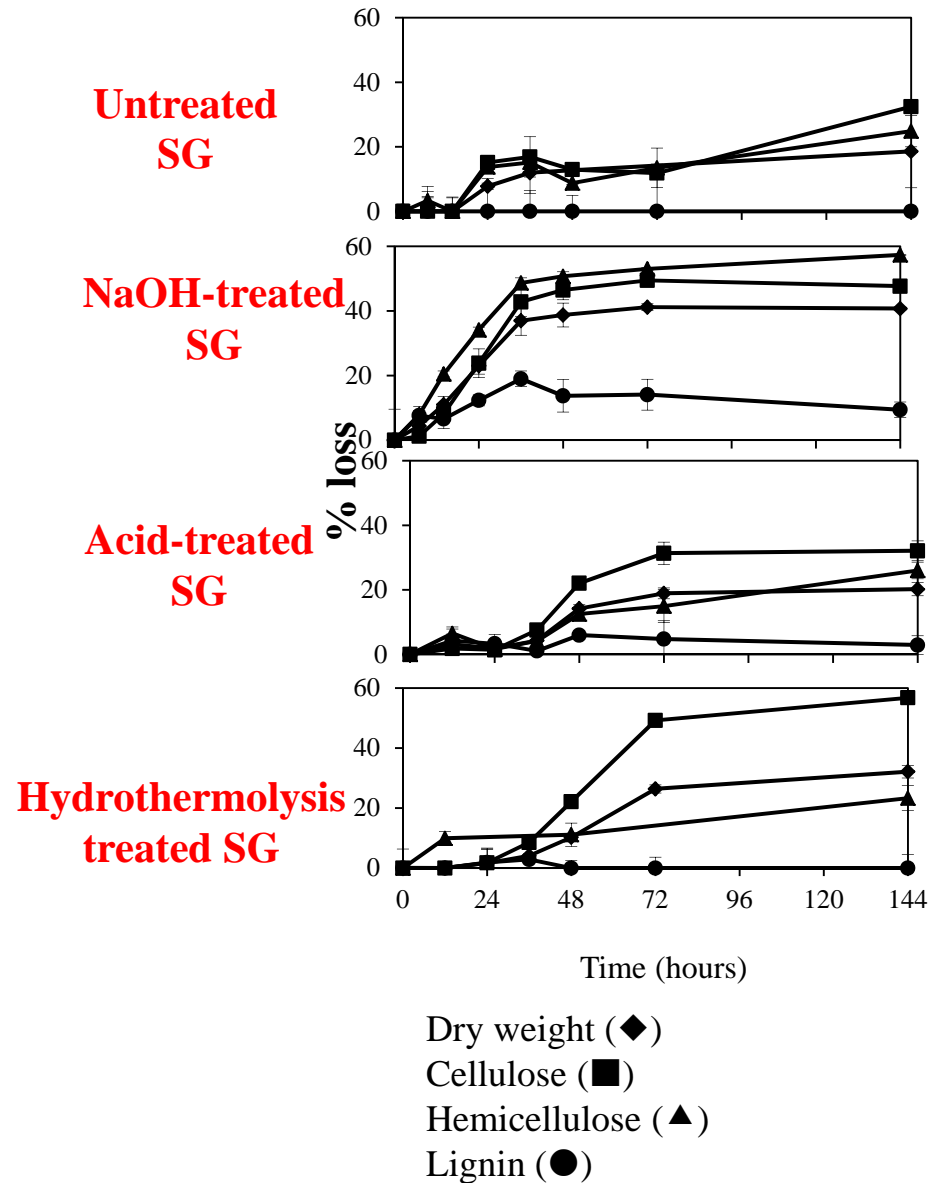 60
40
20
0
Untreated
SG
60
40
20
0
NaOH-treated
SG
% loss
60
40
20
0
Acid-treated
SG
60
40
20
0
Hydrothermolysis
treated SG
0 24 48 72 96 120 144
Time (hours)
Dry weight (◆)
Cellulose (■)
Hemicellulose (▲)
Lignin (●)